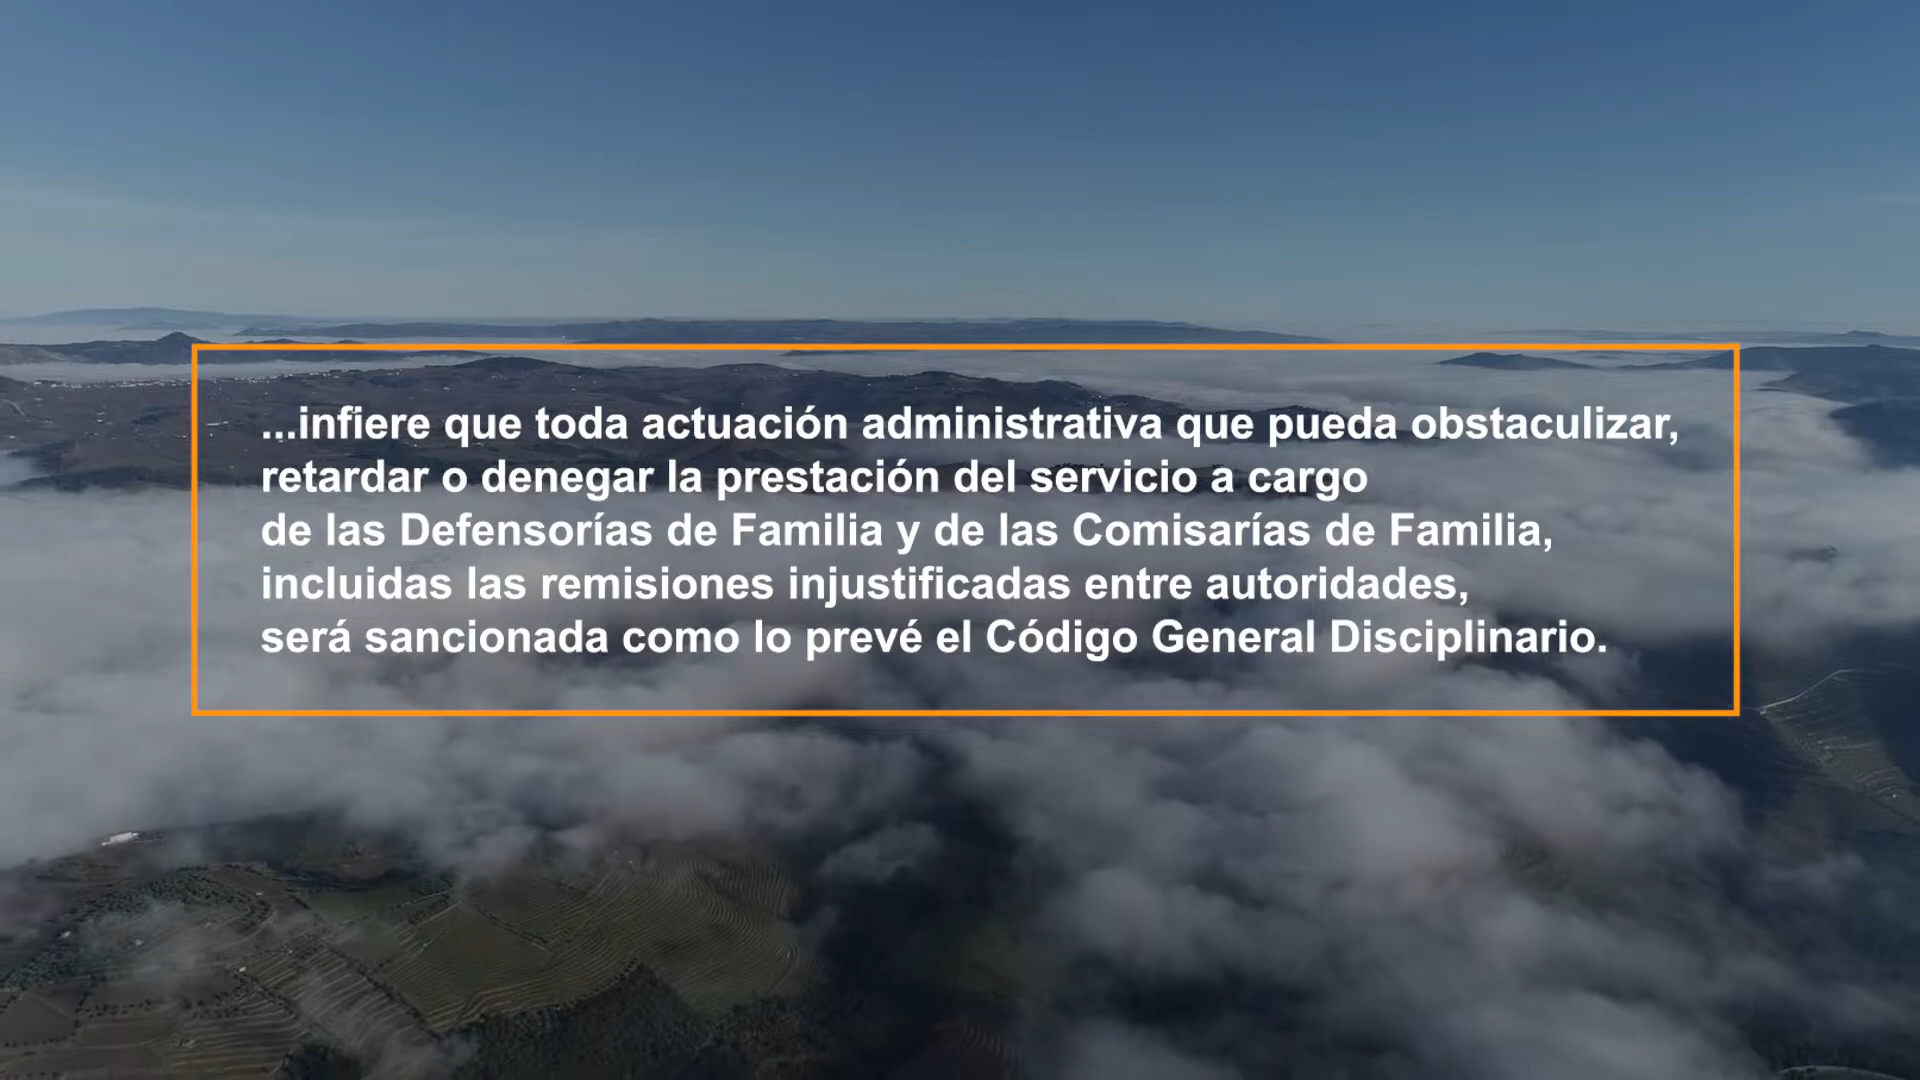 ...infiere que toda actuación administrativa que pueda obstaculizar,
retardar o denegar la prestación del servicio a cargo
de las Defensorías de Familia y de las Comisarías de Familia,
incluidas las remisiones injustificadas entre autoridades,
será sancionada como lo prevé el Código General Disciplinario.